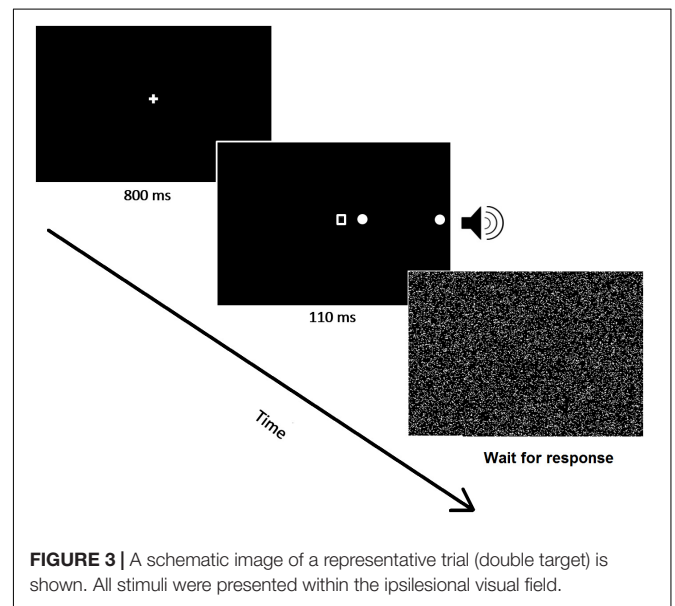 800 ms
110 ms
Time
Wait for response
FIGURE 3 | A schematic image of a representative trial (double target) is
shown. All stimuli were presented within the ipsilesional visual field.